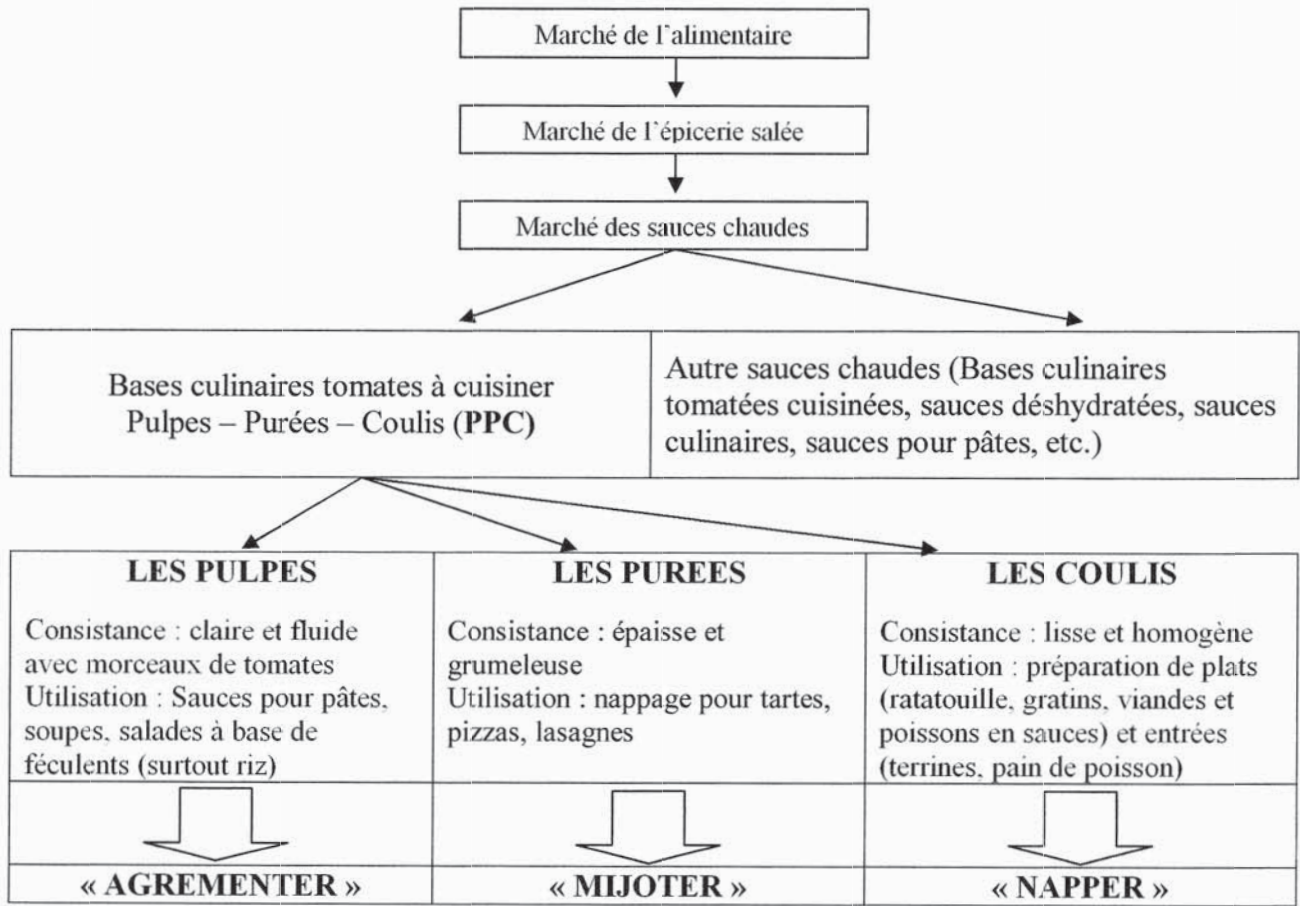 Marché de l'alimentaire
Marché de l'épicerie salée
Marché des sauces chaudes
Bases culinaires tomates à cuisiner
Pulpes – Purées – Coulis (PPC)
Autre sauces chaudes (Bases culinaires
tomatées cuisinées, sauces déshydratées, sauces
culinaires, sauces pour pâtes, etc.)
LES PULPES
Consistance : claire et fluide
avec morceaux de tomates
Utilisation : Sauces pour pâtes,
soupes, salades à base de
féculents (surtout riz)
« AGREMENTER »
LES PUREES
Consistance : épaisse et
grumeleuse
Utilisation : nappage pour tartes,
pizzas, lasagnes
« MIJOTER »
LES COULIS
Consistance : lisse et homogène
Utilisation : préparation de plats
(ratatouille, gratins, viandes et
poissons en sauces) et entrées
(terrines, pain de poisson)
« NAPPER »